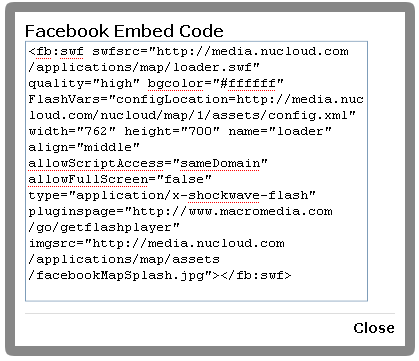 Facebook Embed Code
<fb:swf swfsrc="http://media.nucloud.com
/applications/map/loader.swf"
quality="high" bgcolor="#ffffff"
FlashVars="configLocation=http://media.nuc
loud.com/nucloud/map/1/assets/config.xml"
width="762" height="700" name="loader"
align="middle"
allowScriptAccess="sameDomain"
allowFullScreen="false"
type="application/x-shockwave-flash"
pluginspage="http://www.macromedia.com
/go/getflashplayer"
imgsrc="http://media.nucloud.com
/applications/map/assets
/facebookMapSplash.jpg"></fb:swf>
Close